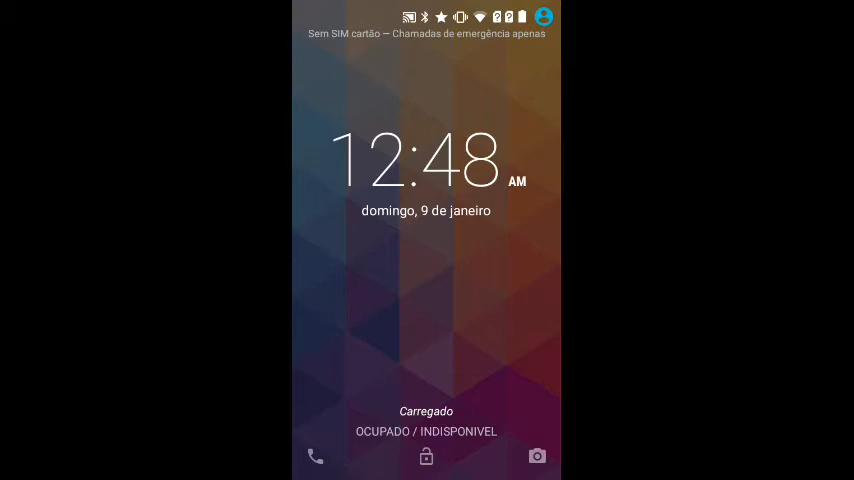 Sem SIM cartão — Chamadas de emergência apenas
12:48 AM
domingo, 9 de janeiro
Carregado
OCUPADO / INDISPONIVEL